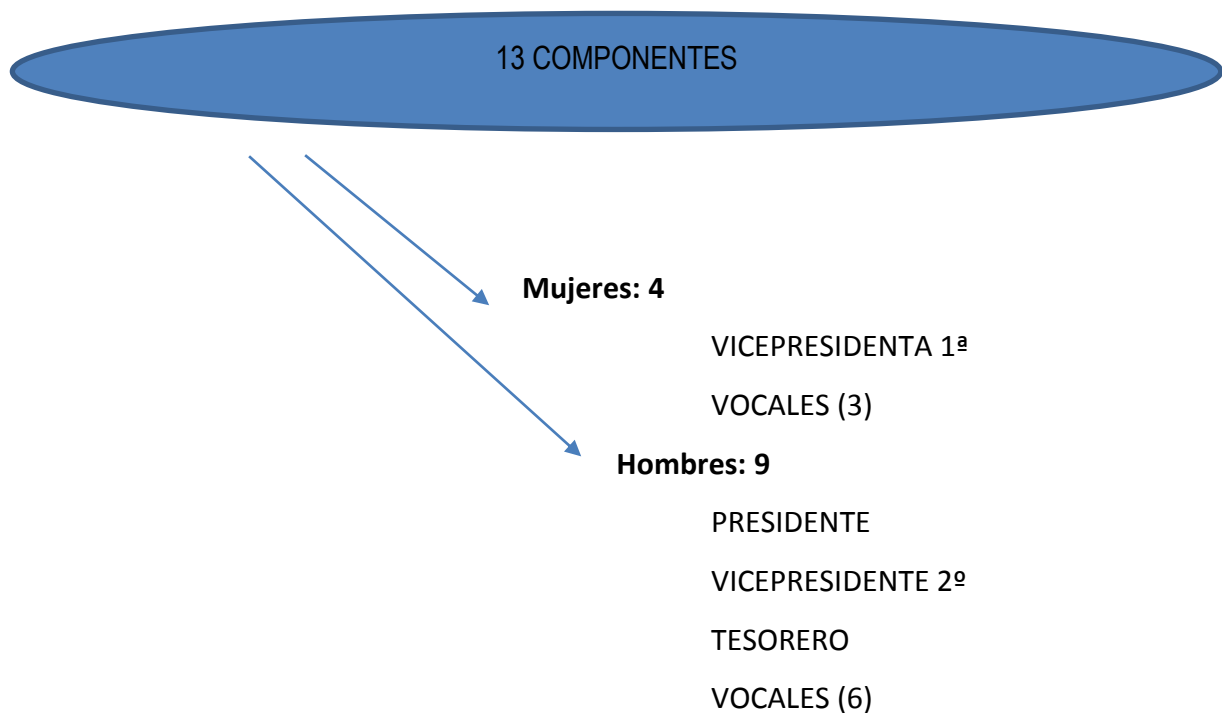 13 COMPONENTES
Mujeres: 4
VICEPRESIDENTA 1ª
VOCALES (3)
Hombres: 9
PRESIDENTE
VICEPRESIDENTE 2º
TESORERO
VOCALES (6)